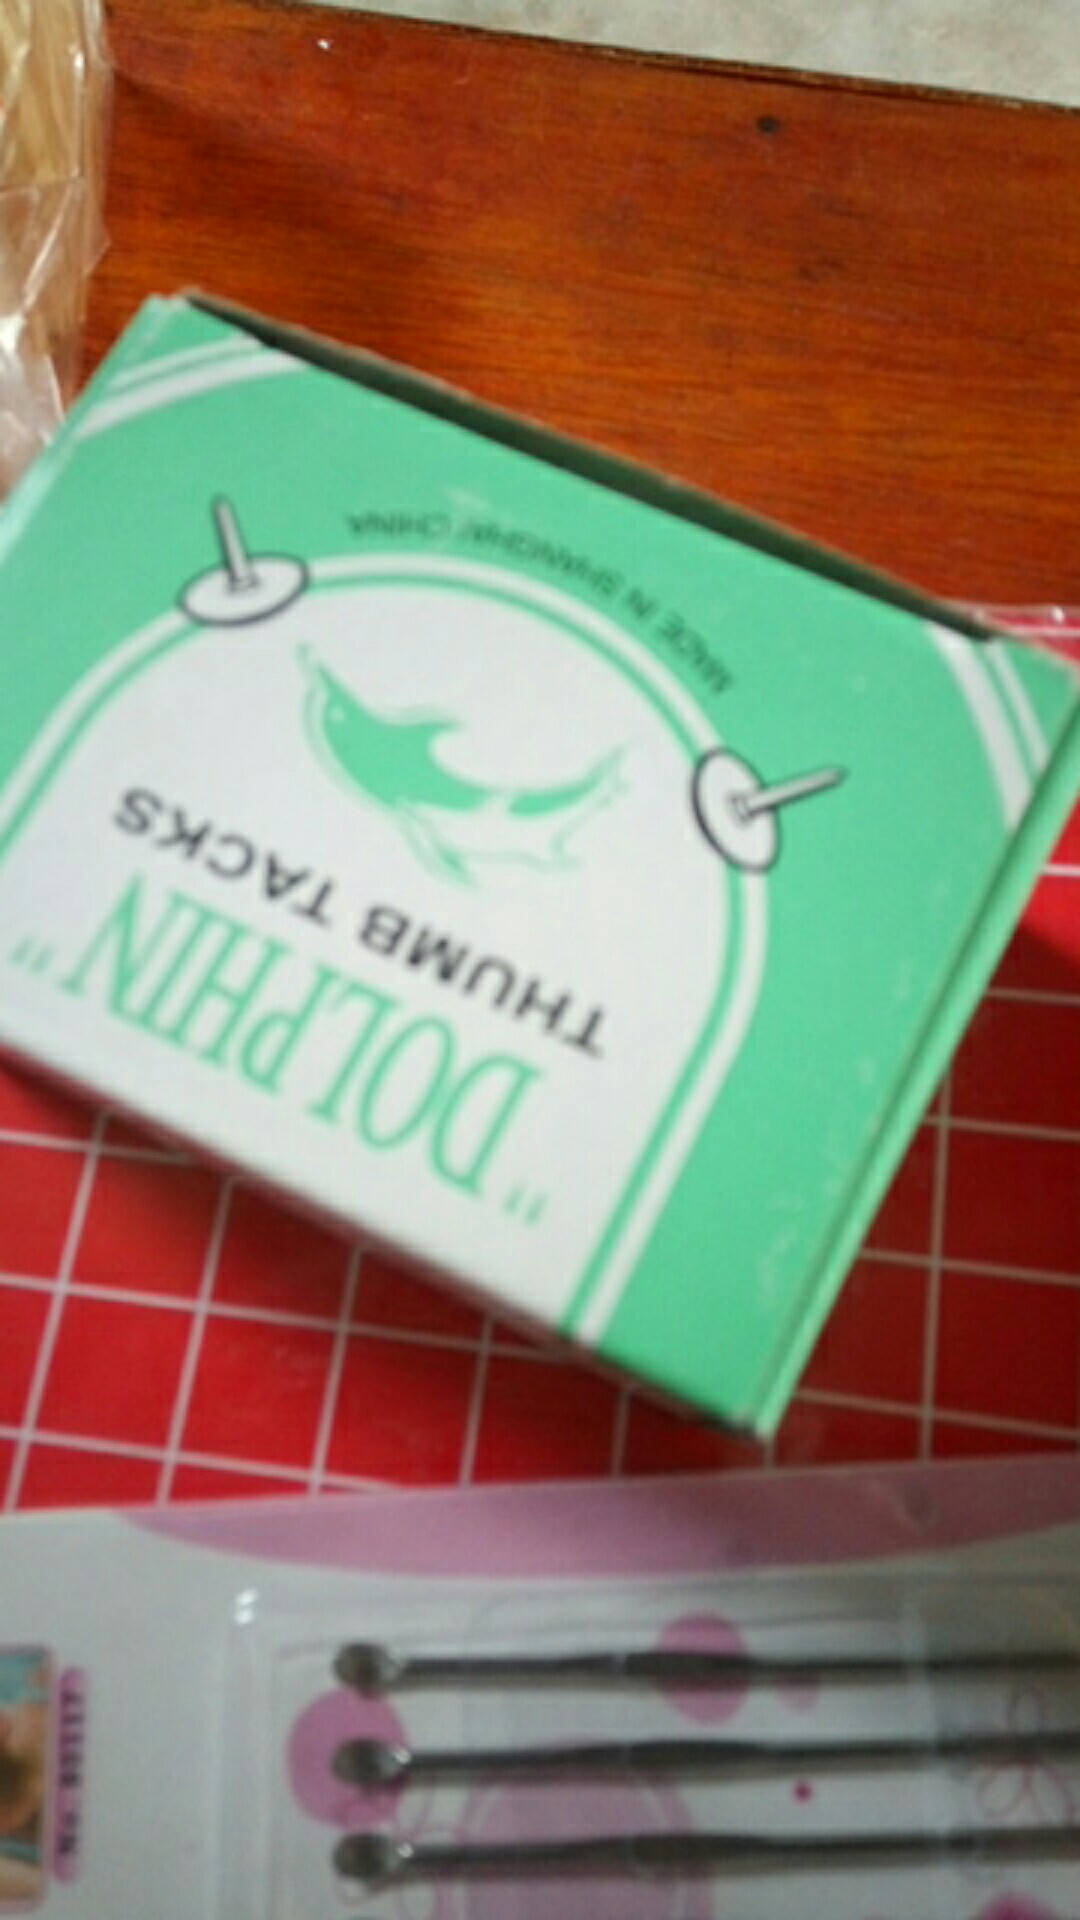 "DOLPHIN"
THUMB TACKS
MADE IN SHANGHAI CHINA